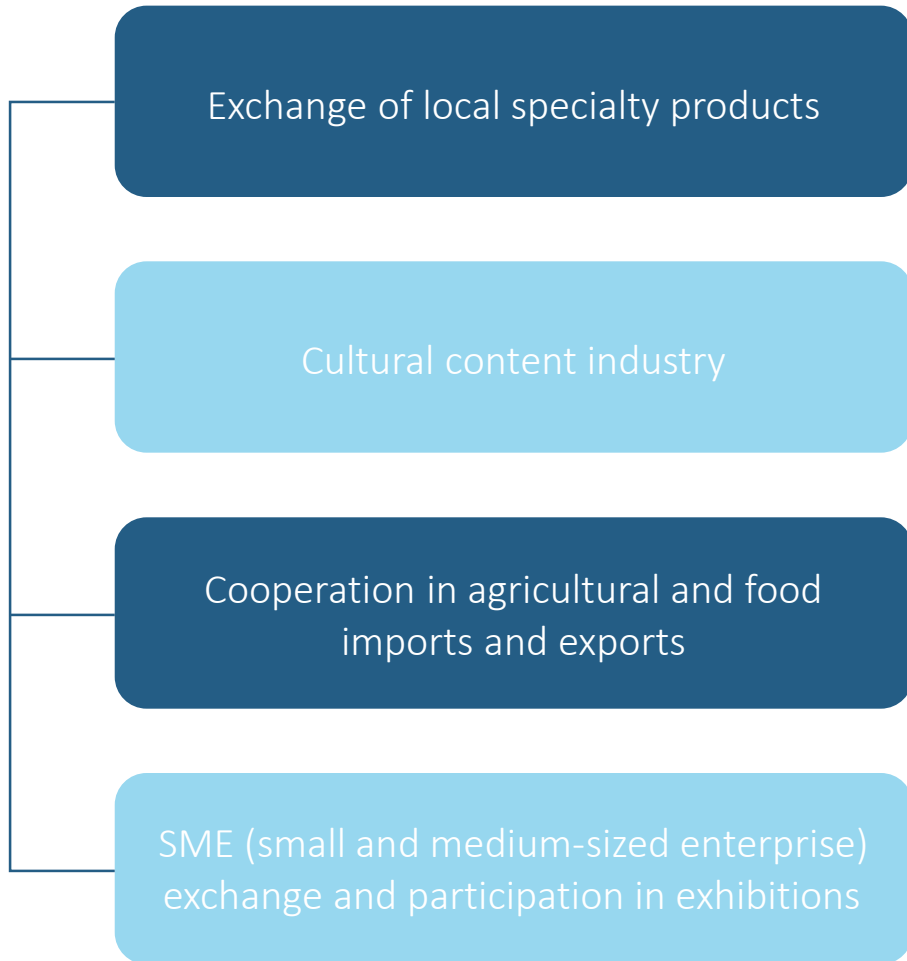 Exchange of local specialty products
Cultural content industry
Cooperation in agricultural and food
imports and exports
SME (small and medium-sized enterprise)
exchange and participation in exhibitions